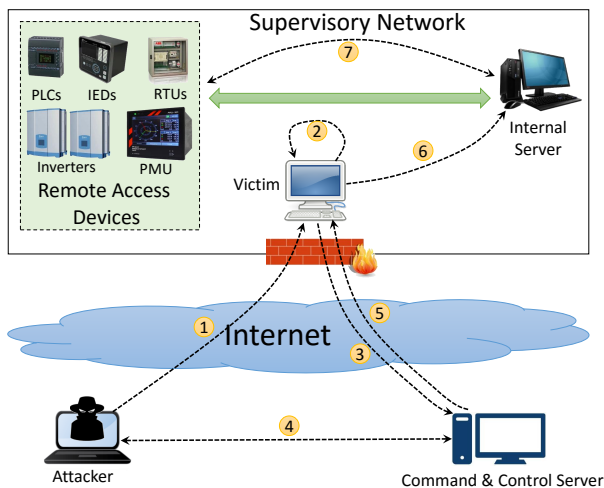 Supervisory Network
7
PLCs
IEDs
RTUs
Inverters
PMU
Remote Access
Devices
2
Victim
6
Internal
Server
1
Internet
5
3
4
Attacker
Command & Control Server